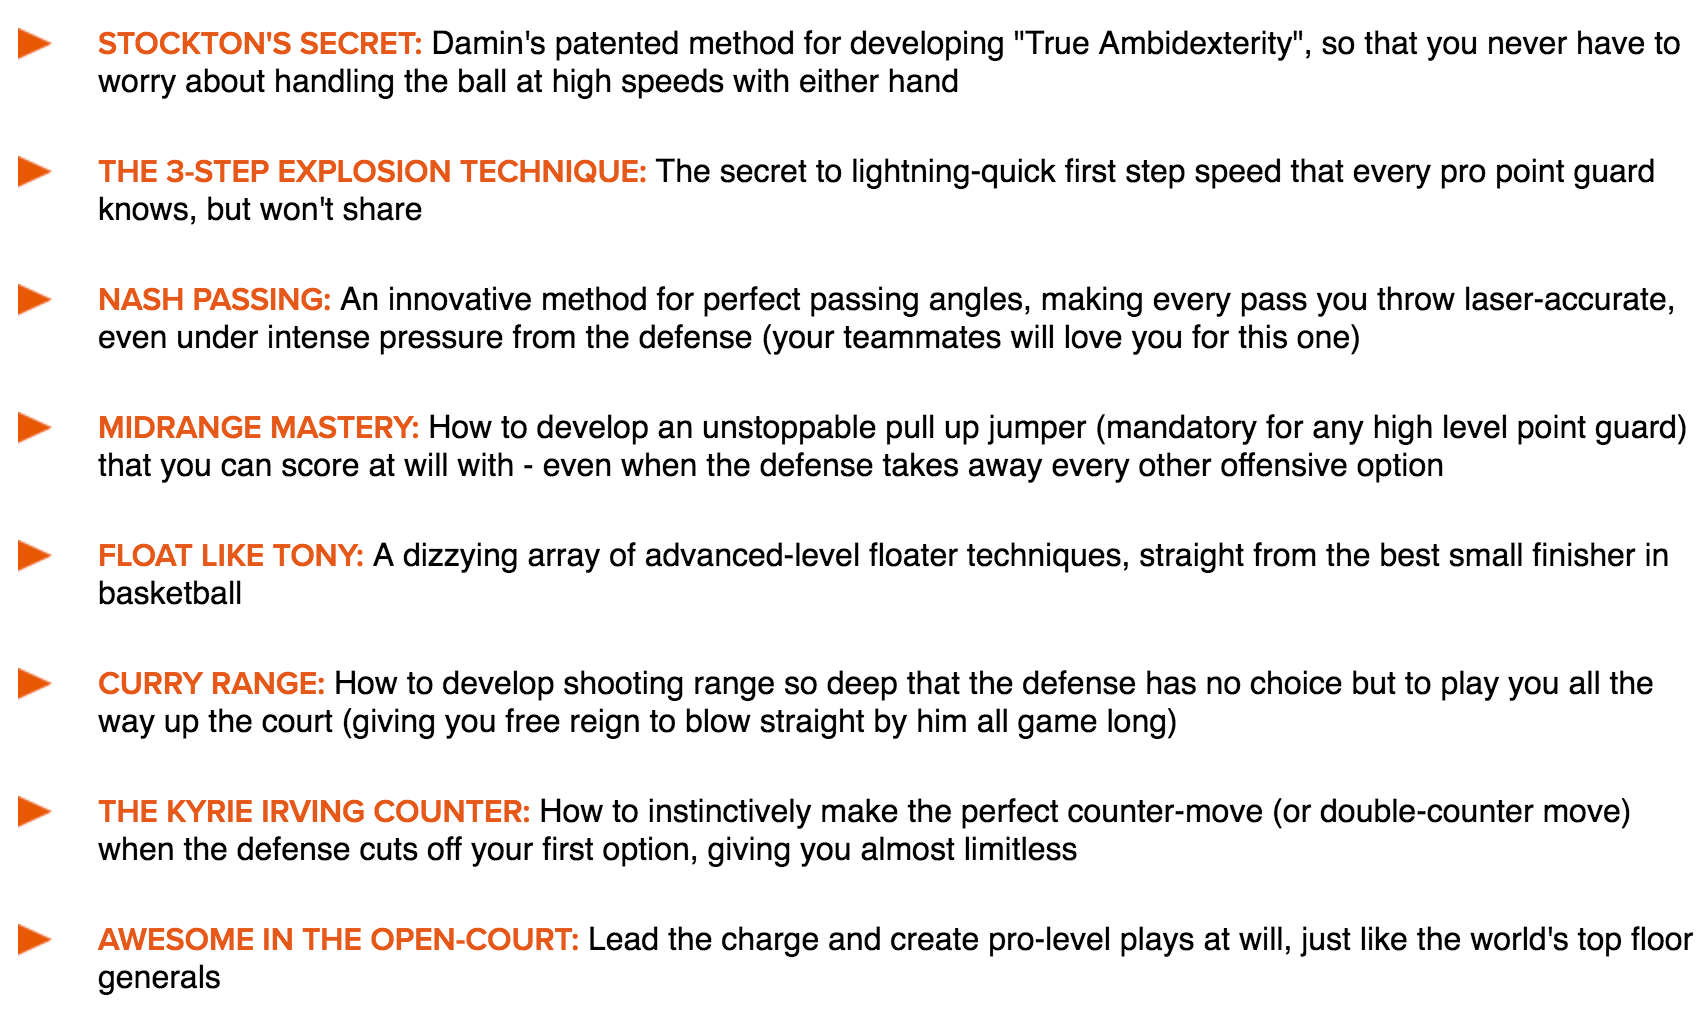 STOCKTON'S SECRET: Damin's patented method for developing "True Ambidexterity", so that you never have to
worry about handling the ball at high speeds with either hand
THE 3-STEP EXPLOSION TECHNIQUE: The secret to lightning-quick first step speed that every pro point guard
knows, but won't share
NASH PASSING: An innovative method for perfect passing angles, making every pass you throw laser-accurate,
even under intense pressure from the defense (your teammates will love you for this one)
MIDRANGE MASTERY: How to develop an unstoppable pull up jumper (mandatory for any high level point guard)
that you can score at will with - even when the defense takes away every other offensive option
FLOAT LIKE TONY: A dizzying array of advanced-level floater techniques, straight from the best small finisher in
basketball
CURRY RANGE: How to develop shooting range so deep that the defense has no choice but to play you all the
way up the court (giving you free reign to blow straight by him all game long)
THE KYRIE IRVING COUNTER: How to instinctively make the perfect counter-move (or double-counter move)
when the defense cuts off your first option, giving you almost limitless
AWESOME IN THE OPEN-COURT: Lead the charge and create pro-level plays at will, just like the world's top floor
generals